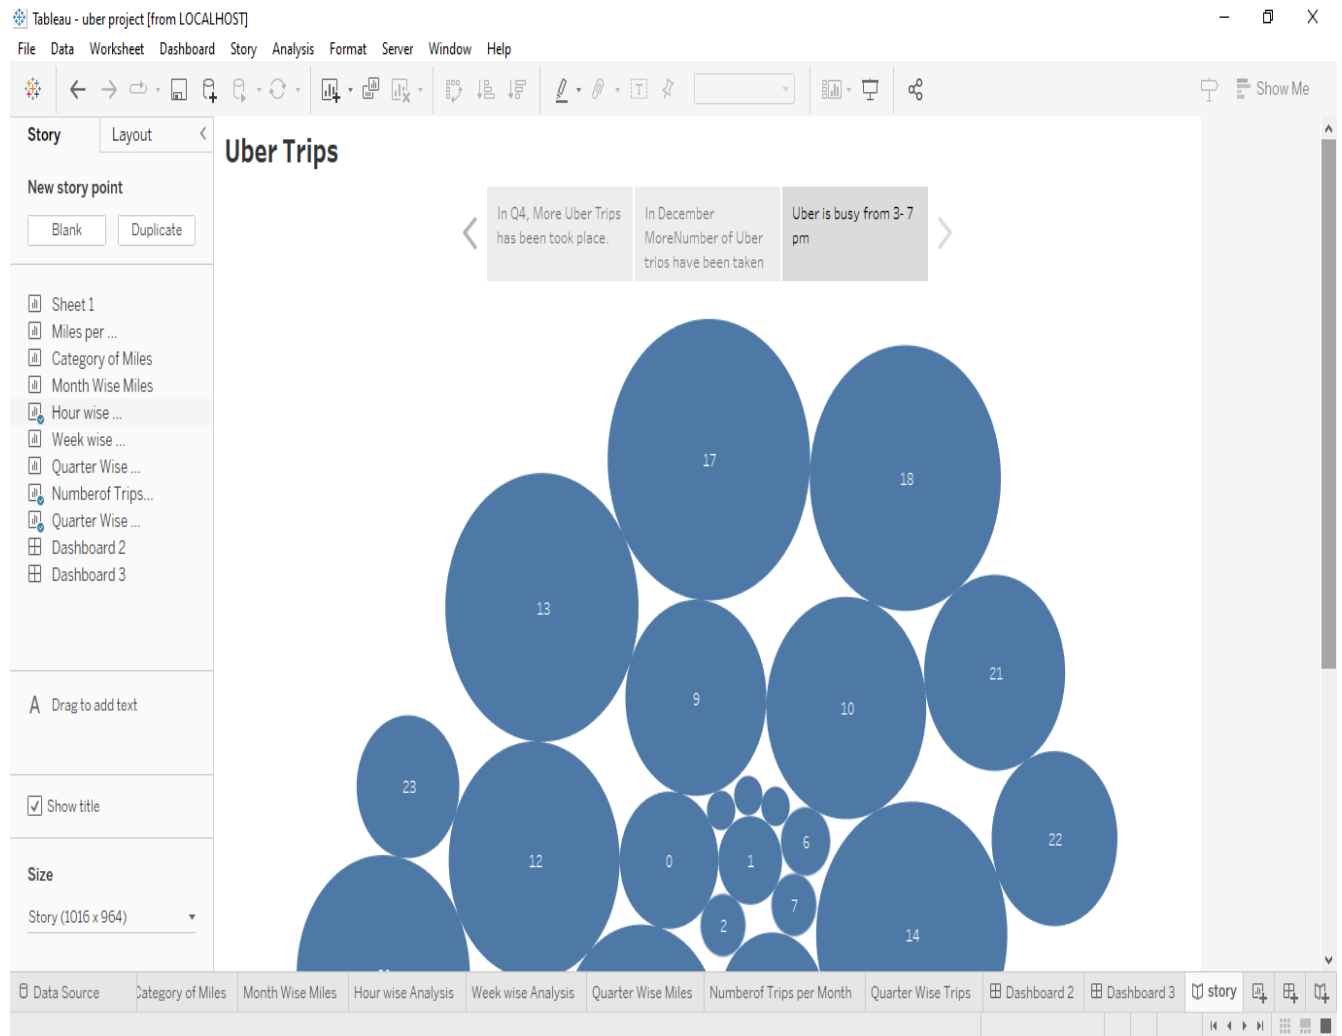 Tableau - uber project [from LOCALHOST]
File Data Worksheet Dashboard Story Analysis Format Server Window Help
Show Me
Story Layout
Uber Trips
New story point
Blank Duplicate
In Q4, More Uber Trips
has been took place.
In December
MoreNumber of Uber
trips have been taken
Uber is busy from 3- 7
pm
Sheet 1
Miles per ...
Category of Miles
Month Wise Miles
Hour wise ...
Week wise ...
Quarter Wise ...
Numberof Trips...
Quarter Wise ...
Dashboard 2
Dashboard 3
A Drag to add text
Show title
Size
Story (1016 x 964)
17
18
13
9
10
21
23
12
0
1
6
22
7
2
14
Data Source Category of Miles Month Wise Miles Hour wise Analysis Week wise Analysis Quarter Wise Miles Numberof Trips per Month Quarter Wise Trips Dashboard 2 Dashboard 3 story